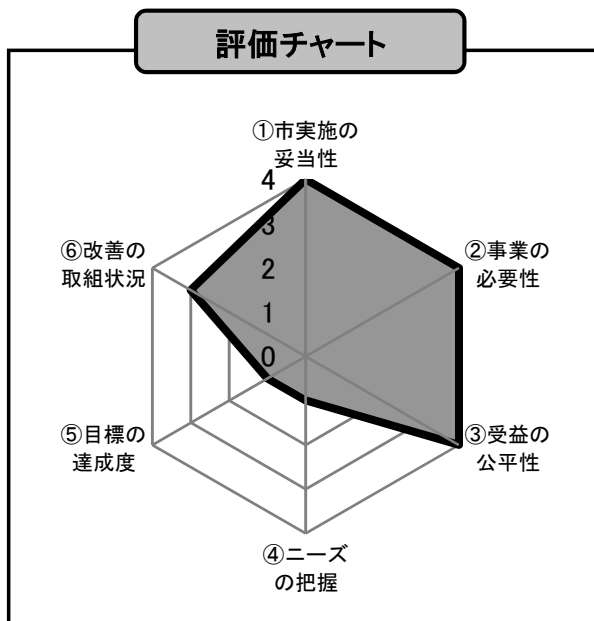 評価チャート
①市実施の
妥当性
4
3
2
1
0
②事業の
必要性
③受益の
公平性
④ニーズ
の把握
⑤目標の
達成度
⑥改善の
取組状況